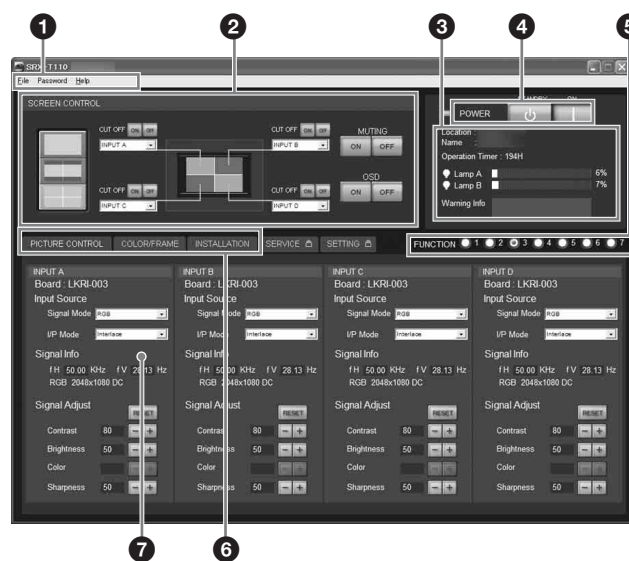 1 2 3 4 5
SRX-T110
File Password Help
SCREEN CONTROL
CUT OFF ON OFF CUT OFF ON OFF MUTING
INPUT A INPUT B ON OFF
OSD
CUT OFF ON OFF CUT OFF ON OFF ON OFF
INPUT C INPUT D
STANDBY ON
POWER
Location :
Name :
Operation Timer : 194H
Lamp A 6%
Lamp B 7%
Warning Info
PICTURE CONTROL COLOR/FRAME INSTALLATION SERVICE SETTING FUNCTION 1 2 3 4 5 6 7
INPUT A INPUT B INPUT C INPUT D
Board : LKRI-003 Board : LKRI-003 Board : LKRI-003 Board : LKRI-003
Input Source Input Source Input Source Input Source
Signal Mode RGB Signal Mode RGB Signal Mode RGB Signal Mode RGB
I/P Mode Interlace I/P Mode Interlace I/P Mode Interlace I/P Mode Interlace
Signal Info Signal Info Signal Info Signal Info
fH 50.00 KHz fV 28.13 Hz fH 50.00 KHz fV 28.13 Hz fH 50.00 KHz fV 28.13 Hz fH 50.00 KHz fV 28.13 Hz
RGB 2048x1080 DC RGB 2048x1080 DC RGB 2048x1080 DC RGB 2048x1080 DC
Signal Adjust Signal Adjust Signal Adjust Signal Adjust
RESET RESET RESET RESET
Contrast 80 - + Contrast 80 - + Contrast 80 - + Contrast 80 - +
Brightness 50 - + Brightness 50 - + Brightness 50 - + Brightness 50 - +
Color - + Color - + Color - + Color - +
Sharpness 50 - + Sharpness 50 - + Sharpness 50 - + Sharpness 50 - +
7 6